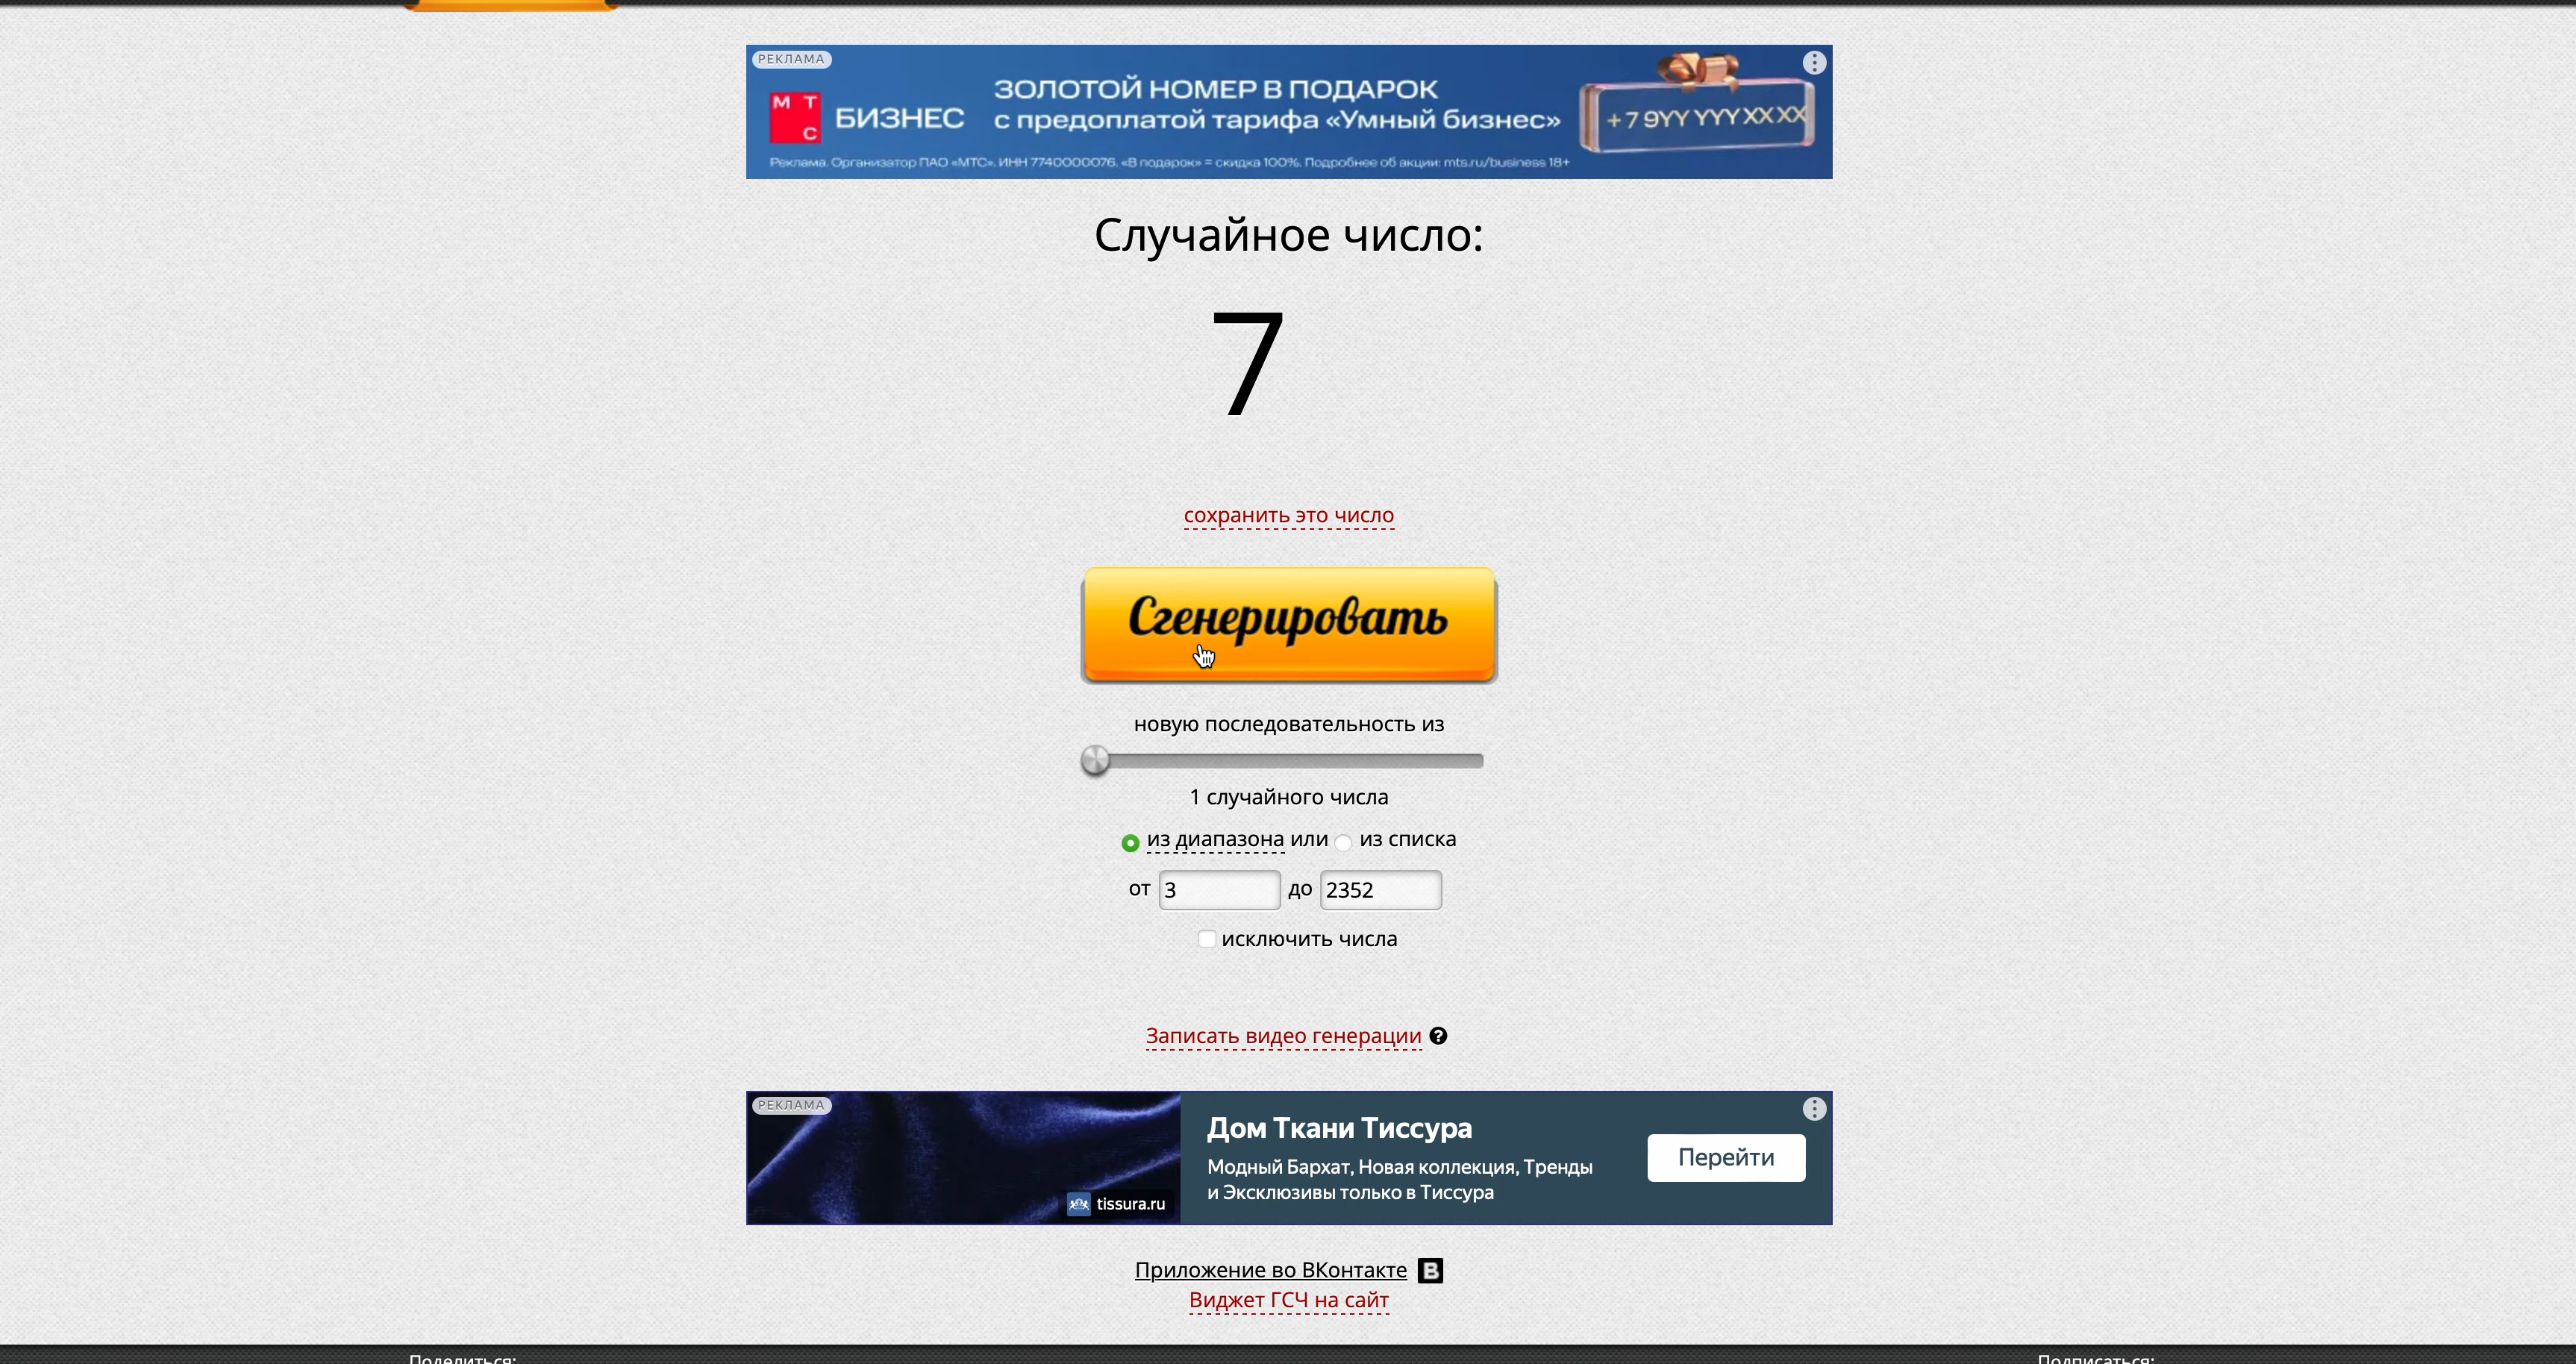 РЕКЛАМА
МТС БИЗНЕС
ЗОЛОТОЙ НОМЕР В ПОДАРОК
с предоплатой тарифа «Умный бизнес»
+7 9YY YYY XX XX
Реклама. Организатор ПАО «МТС». ИНН 7740000076. «В подарок» = скидка 100%. Подробнее об акции: mts.ru/business 18+
Случайное число:
7
сохранить это число
Сгенерировать
новую последовательность из
1 случайного числа
из диапазона или из списка
от 3 до 2352
исключить числа
Записать видео генерации ?
РЕКЛАМА
tissura.ru
Дом Ткани Тиссура
Модный Бархат, Новая коллекция, Тренды
и Эксклюзивы только в Тиссура
Перейти
Приложение во ВКонтакте B
Виджет ГСЧ на сайт
Поделиться:
Подписаться: